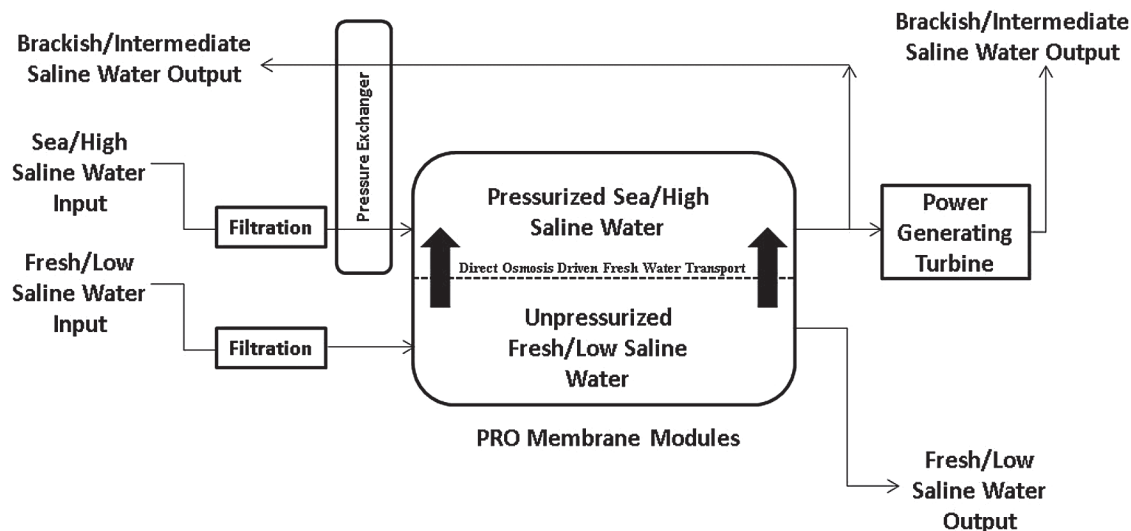 Brackish/Intermediate
Saline Water Output
Brackish/Intermediate
Saline Water Output
Pressure Exchanger
Sea/High
Saline Water
Input
Filtration
Pressurized Sea/High
Saline Water
Power
Generating
Turbine
Direct Osmosis Driven Fresh Water Transport
Fresh/Low
Saline Water
Input
Filtration
Unpressurized
Fresh/Low Saline
Water
PRO Membrane Modules
Fresh/Low
Saline Water
Output